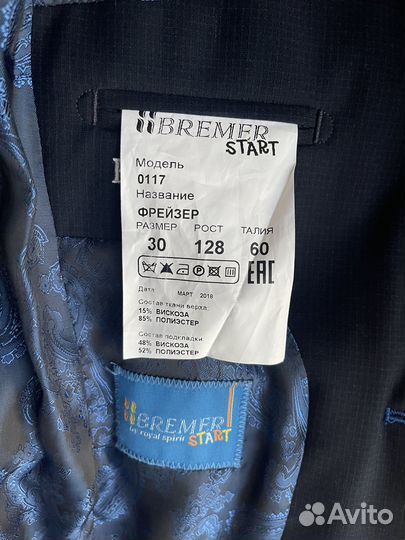 BREMER
START
Модель
0117
Название
ФРЕЙЗЕР
РАЗМЕР РОСТ ТАЛИЯ
30 128 60
EAC
Дата: МАРТ 2018
Состав ткани верха:
15% ВИСКОЗА
85% ПОЛИЭСТЕР
Состав подкладки:
48% ВИСКОЗА
52% ПОЛИЭСТЕР
BREMER
by royal spirit START
Avito